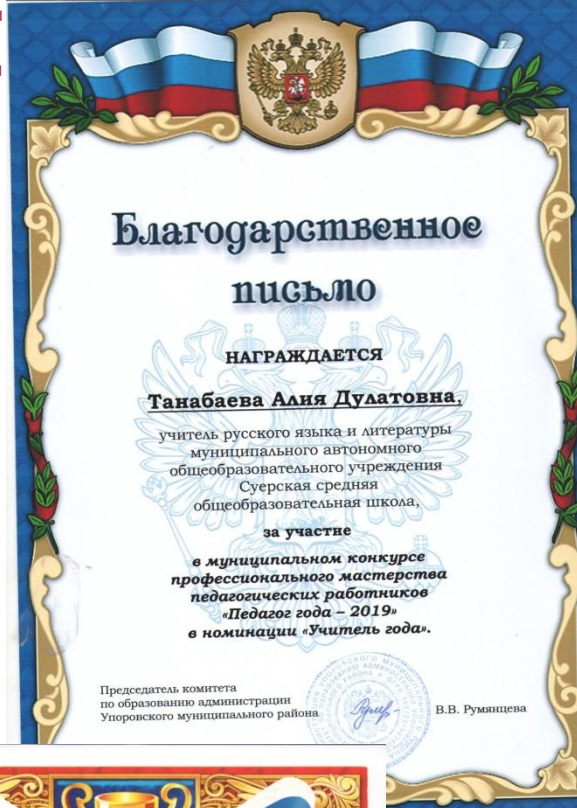 Благодарственное
письмо
НАГРАЖДАЕТСЯ
Танабаева Алия Дулатовна,
учитель русского языка и литературы
муниципального автономного
общеобразовательного учреждения
Суерская средняя
общеобразовательная школа,
за участие
в муниципальном конкурсе
профессионального мастерства
педагогических работников
«Педагог года – 2019»
в номинации «Учитель года».
Председатель комитета
по образованию администрации
Упоровского муниципального района
В.В. Румянцева